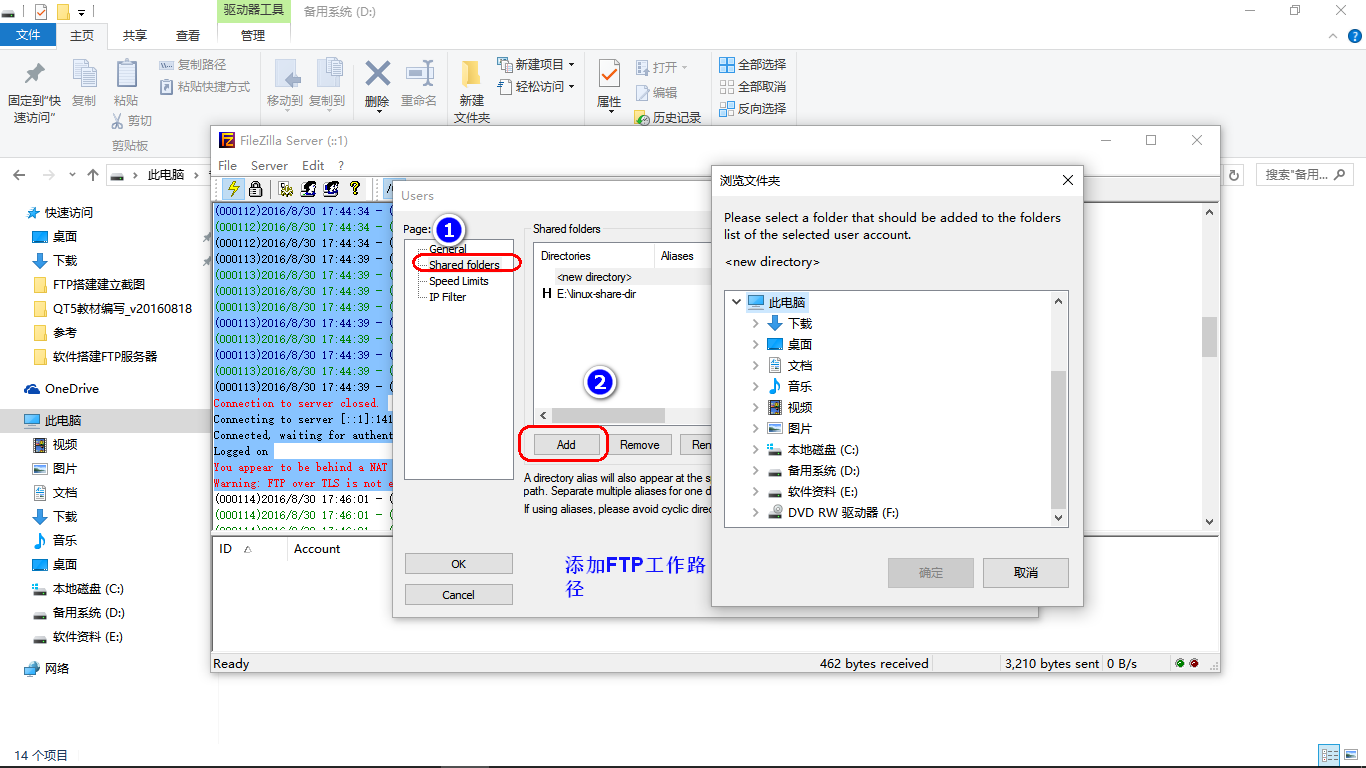 驱动器工具
备用系统 (D:)
文件
主页
共享
查看
管理
固定到"快
速访问"
复制
粘贴
复制路径
粘贴快捷方式
剪切
剪贴板
移动到
复制到
删除
重命名
新建
文件夹
新建项目
轻松访问
属性
打开
编辑
历史记录
全部选择
全部取消
反向选择
此电脑
搜索"备用...
快速访问
桌面
下载
FTP搭建建立截图
QT5教材编写_v20160818
参考
软件搭建FTP服务器
OneDrive
此电脑
视频
图片
文档
下载
音乐
桌面
本地磁盘 (C:)
备用系统 (D:)
软件资料 (E:)
网络
14 个项目
FileZilla Server (::1)
File
Server
Edit
?
(000112)2016/8/30 17:44:34 - (
(000112)2016/8/30 17:44:34 - (
(000112)2016/8/30 17:44:34 - (
(000113)2016/8/30 17:44:39 - (
(000113)2016/8/30 17:44:39 - (
(000113)2016/8/30 17:44:39 - (
(000113)2016/8/30 17:44:39 - (
(000113)2016/8/30 17:44:39 - (
(000113)2016/8/30 17:44:39 - (
(000113)2016/8/30 17:44:39 - (
(000113)2016/8/30 17:44:39 - (
(000113)2016/8/30 17:44:39 - (
Connection to server closed.
Connecting to server [::1]:141
Connected, waiting for authent
Logged on
You appear to be behind a NAT
Warning: FTP over TLS is not e
(000114)2016/8/30 17:46:01 - (
(000114)2016/8/30 17:46:01 - (
(000114)2016/8/30 17:46:01 - (
ID
Account
Ready
462 bytes received
3,210 bytes sent
0 B/s
Users
Page:
1
General
Shared folders
Speed Limits
IP Filter
Shared folders
Directories
Aliases
<new directory>
H E:\linux-share-dir
2
Add
Remove
Ren
A directory alias will also appear at the s
path. Separate multiple aliases for one d
If using aliases, please avoid cyclic direc
OK
Cancel
添加FTP工作路
径
浏览文件夹
Please select a folder that should be added to the folders
list of the selected user account.
<new directory>
此电脑
下载
桌面
文档
音乐
视频
图片
本地磁盘 (C:)
备用系统 (D:)
软件资料 (E:)
DVD RW 驱动器 (F:)
确定
取消